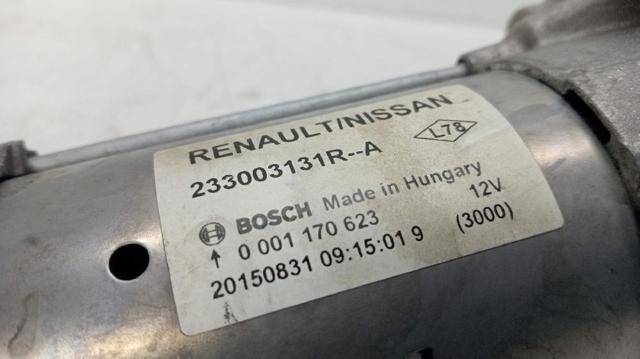 RENAULT/NISSAN
233003131R--A
L78
BOSCH Made in Hungary
0 001 170 623 12V
20150831 09:15:01 9 (3000)